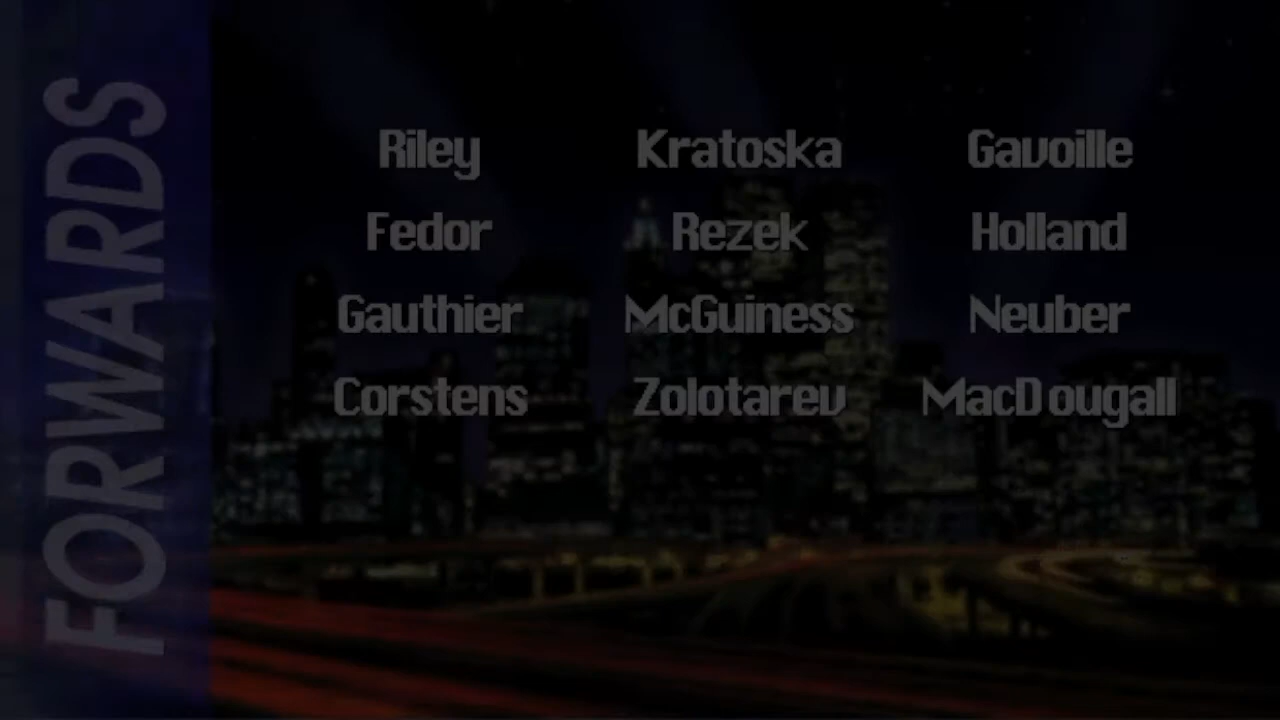 FORWARDS
Riley Kratoska Gavoille
Fedor Rezek Holland
Gauthier McGuiness Neuber
Corstens Zolotarev MacDougall